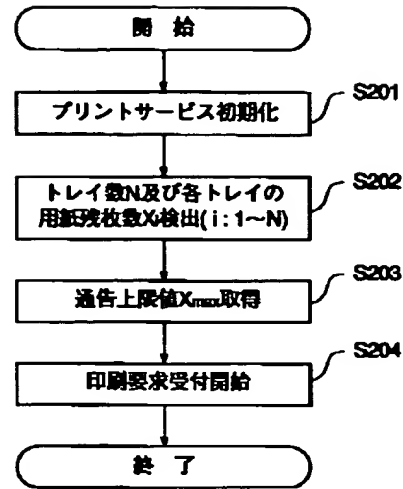 開 始
プリントサービス初期化
S201
トレイ数N及び各トレイの
用紙残枚数Xi検出(i:1～N)
S202
通告上限値Xmax取得
S203
印刷要求受付開始
S204
終 了